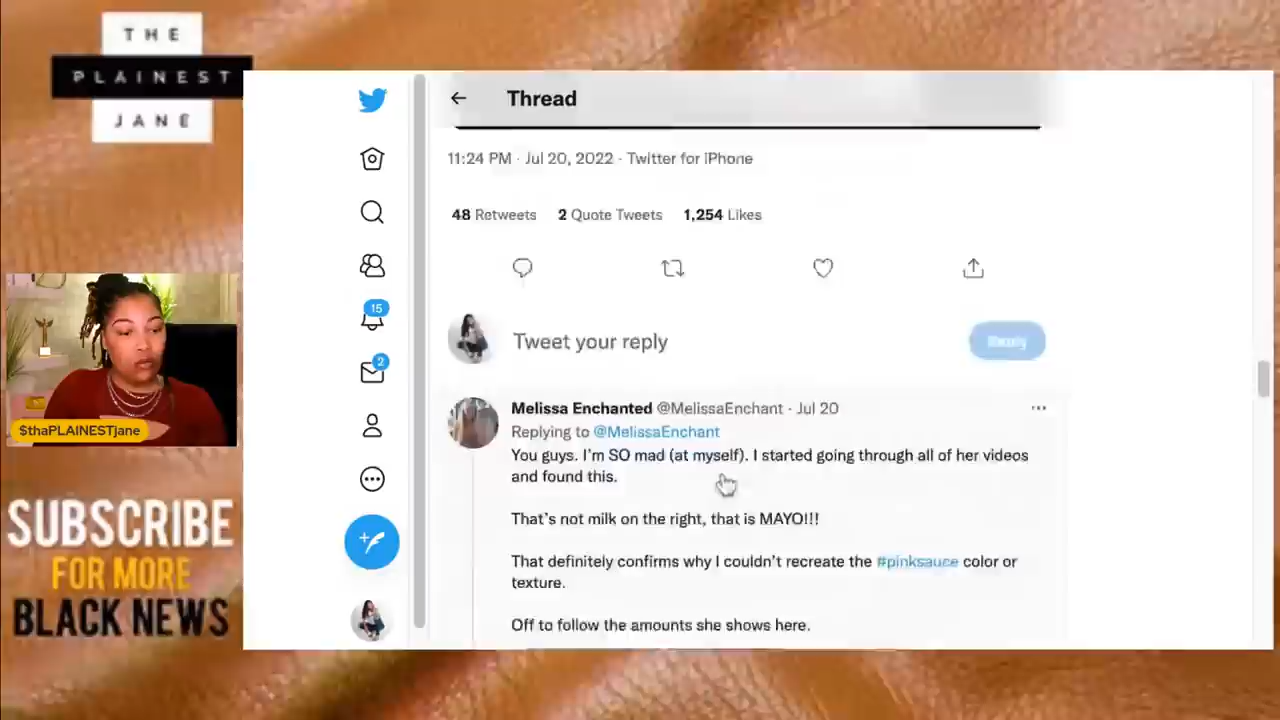 THE
PLAINEST
JANE
Thread
11:24 PM · Jul 20, 2022 · Twitter for iPhone
48 Retweets 2 Quote Tweets 1,254 Likes
15
Tweet your reply
Reply
2
Melissa Enchanted @MelissaEnchant · Jul 20
Replying to @MelissaEnchant
You guys. I'm SO mad (at myself). I started going through all of her videos
and found this.
That's not milk on the right, that is MAYO!!!
That definitely confirms why I couldn't recreate the #pinksauce color or
texture.
Off to follow the amounts she shows here.
$thaPLAINESTjane
SUBSCRIBE
FOR MORE
BLACK NEWS